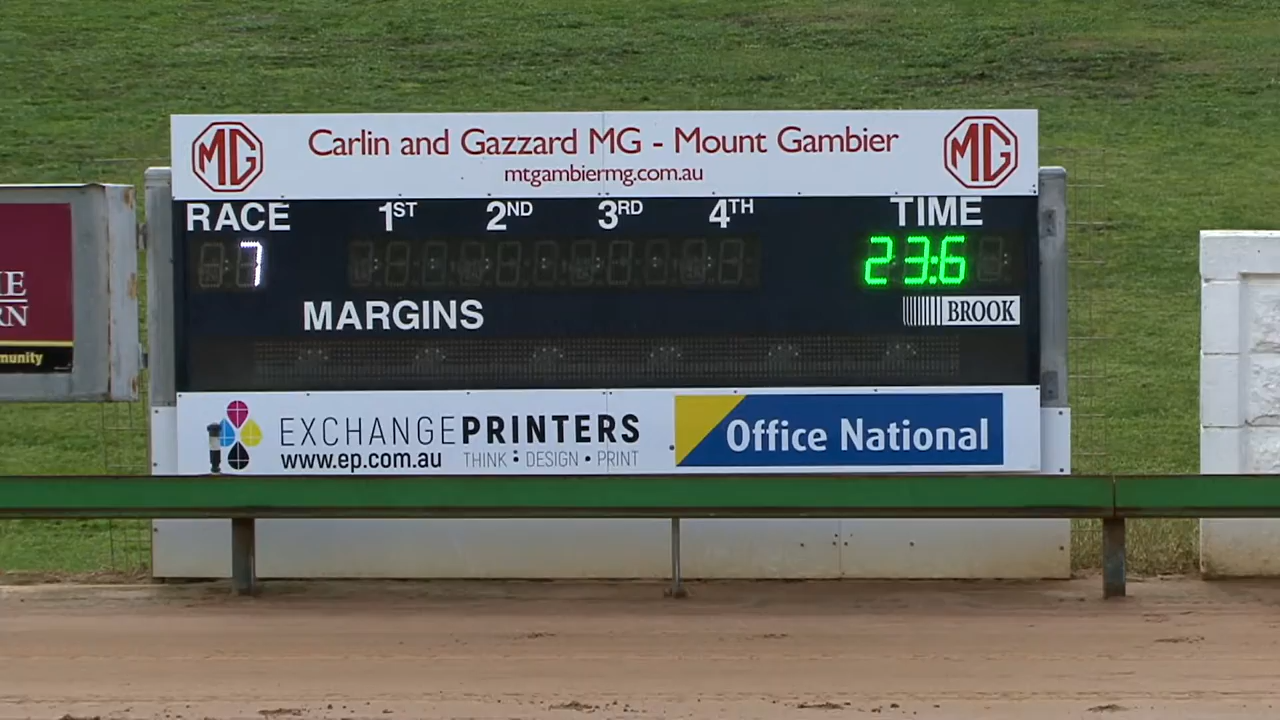 MG Carlin and Gazzard MG - Mount Gambier MG
mtgambiermg.com.au
RACE 1ST 2ND 3RD 4TH TIME
7 23:6
MARGINS BROOK
EXCHANGEPRINTERS
www.ep.com.au THINK • DESIGN • PRINT
Office National